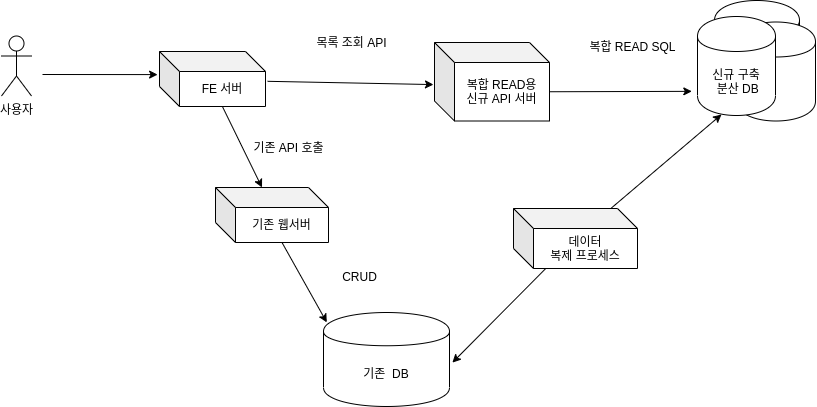 목록 조회 API
복합 READ SQL
사용자
FE 서버
복합 READ용
신규 API 서버
신규 구축
분산 DB
기존 API 호출
기존 웹서버
데이터
복제 프로세스
CRUD
기존 DB